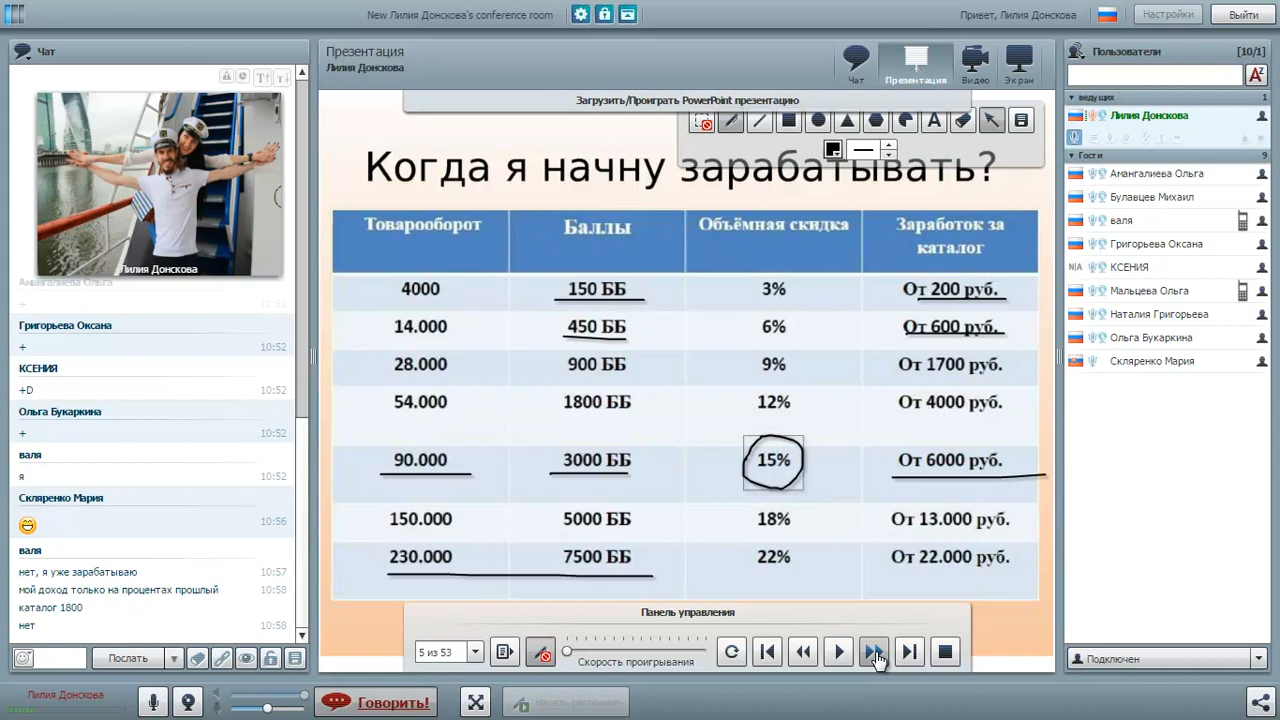 New Лилия Донскова's conference room
Привет, Лилия Донскова
Настройки
Выйти
Чат
Лилия Донскова
Амангалиева Ольга
+ 10:52
Григорьева Оксана
+ 10:52
КСЕНИЯ
+D 10:52
Ольга Букаркина
+ 10:52
валя
я 10:52
Скляренко Мария
10:56
валя
нет, я уже зарабатываю 10:57
мой доход только на процентах прошлый 10:58
каталог 1800
нет 10:58
Послать
Презентация
Лилия Донскова
Чат
Презентация
Видео
Экран
Загрузить/Проиграть PowerPoint презентацию
Когда я начну зарабатывать?
Товарооборот Баллы Объёмная скидка Заработок за
каталог
4000 150 ББ 3% От 200 руб.
14.000 450 ББ 6% От 600 руб.
28.000 900 ББ 9% От 1700 руб.
54.000 1800 ББ 12% От 4000 руб.
90.000 3000 ББ 15% От 6000 руб.
150.000 5000 ББ 18% От 13.000 руб.
230.000 7500 ББ 22% От 22.000 руб.
Панель управления
5 из 53
Скорость проигрывания
Пользователи [10/1]
ведущих 1
Лилия Донскова
Гости 9
Амангалиева Ольга
Булавцев Михаил
валя
Григорьева Оксана
N/A КСЕНИЯ
Мальцева Ольга
Наталия Григорьева
Ольга Букаркина
Скляренко Мария
Подключен
Лилия Донскова
Говорить!
Начать рисование